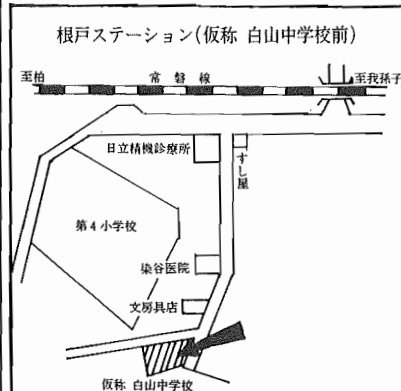 根戸ステーション(仮称 白山中学校前)
至柏
常磐線
至我孫子
日立精機診療所
すし屋
第4小学校
染谷医院
文房具店
仮称 白山中学校